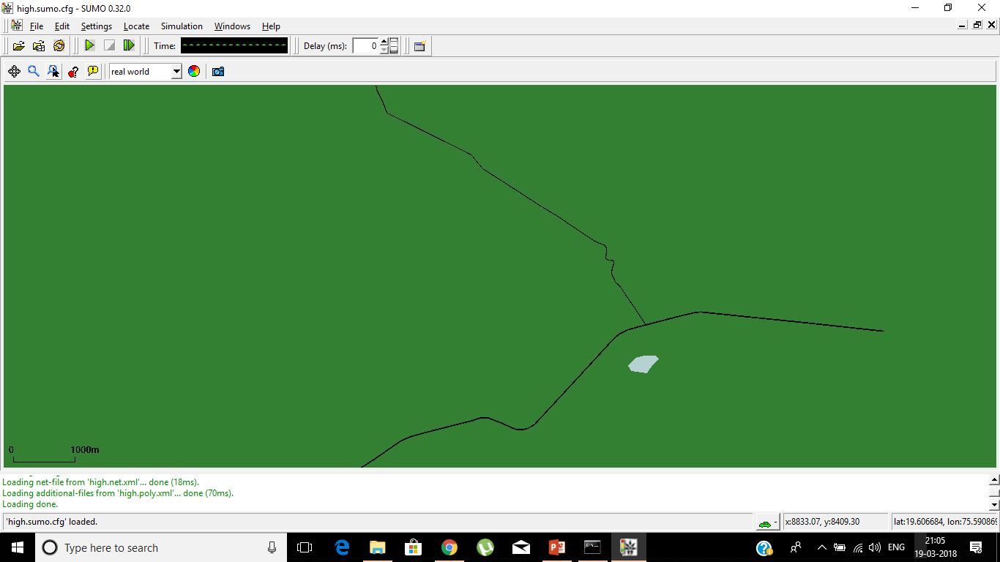 high.sumo.cfg - SUMO 0.32.0
File Edit Settings Locate Simulation Windows Help
Time: Delay (ms): 0
real world
0 1000m
Loading net-file from 'high.net.xml'... done (18ms).
Loading additional-files from 'high.poly.xml'... done (70ms).
Loading done.
'high.sumo.cfg' loaded. - x:8833.07, y:8409.30 lat:19.606684, lon:75.590869
Type here to search ENG 21:05
19-03-2018